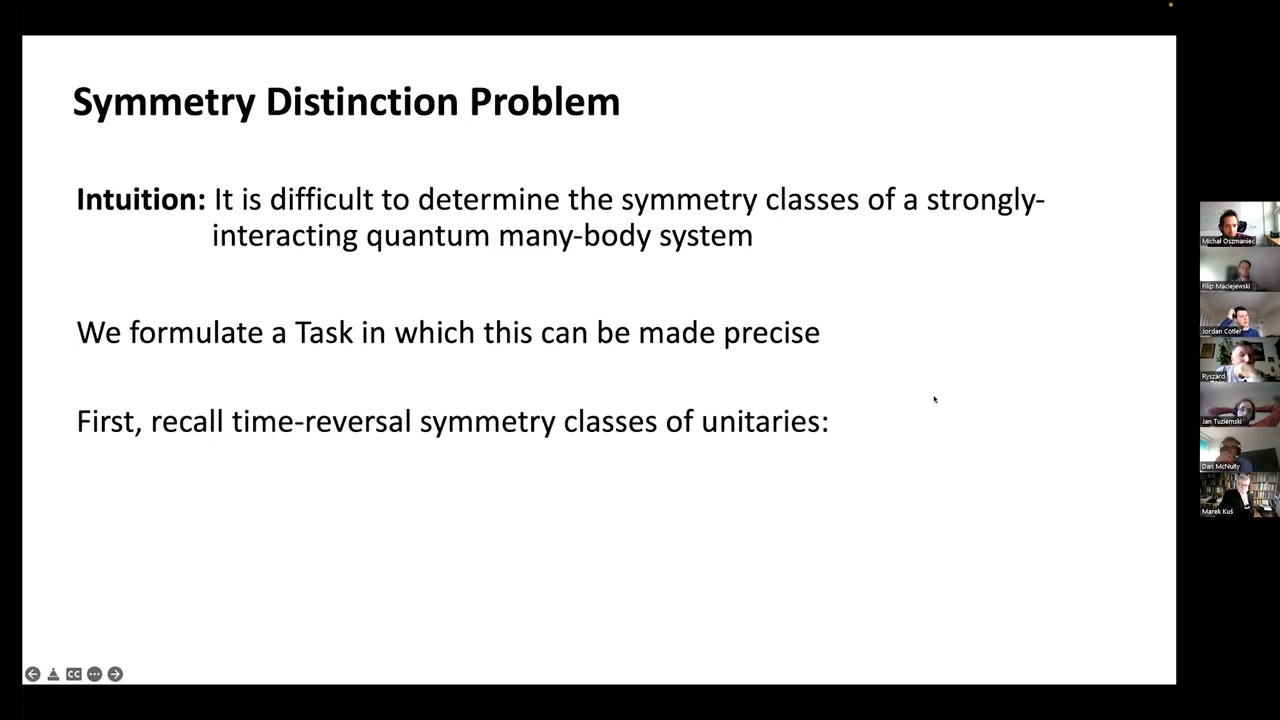 Symmetry Distinction Problem
Intuition: It is difficult to determine the symmetry classes of a strongly-
interacting quantum many-body system
We formulate a Task in which this can be made precise
First, recall time-reversal symmetry classes of unitaries:
CC
Michał Oszmaniec
Filip Maciejewski
Jordan Cotler
Ryszard
Jan Tuziemski
Dan McNulty
Marek Kuś